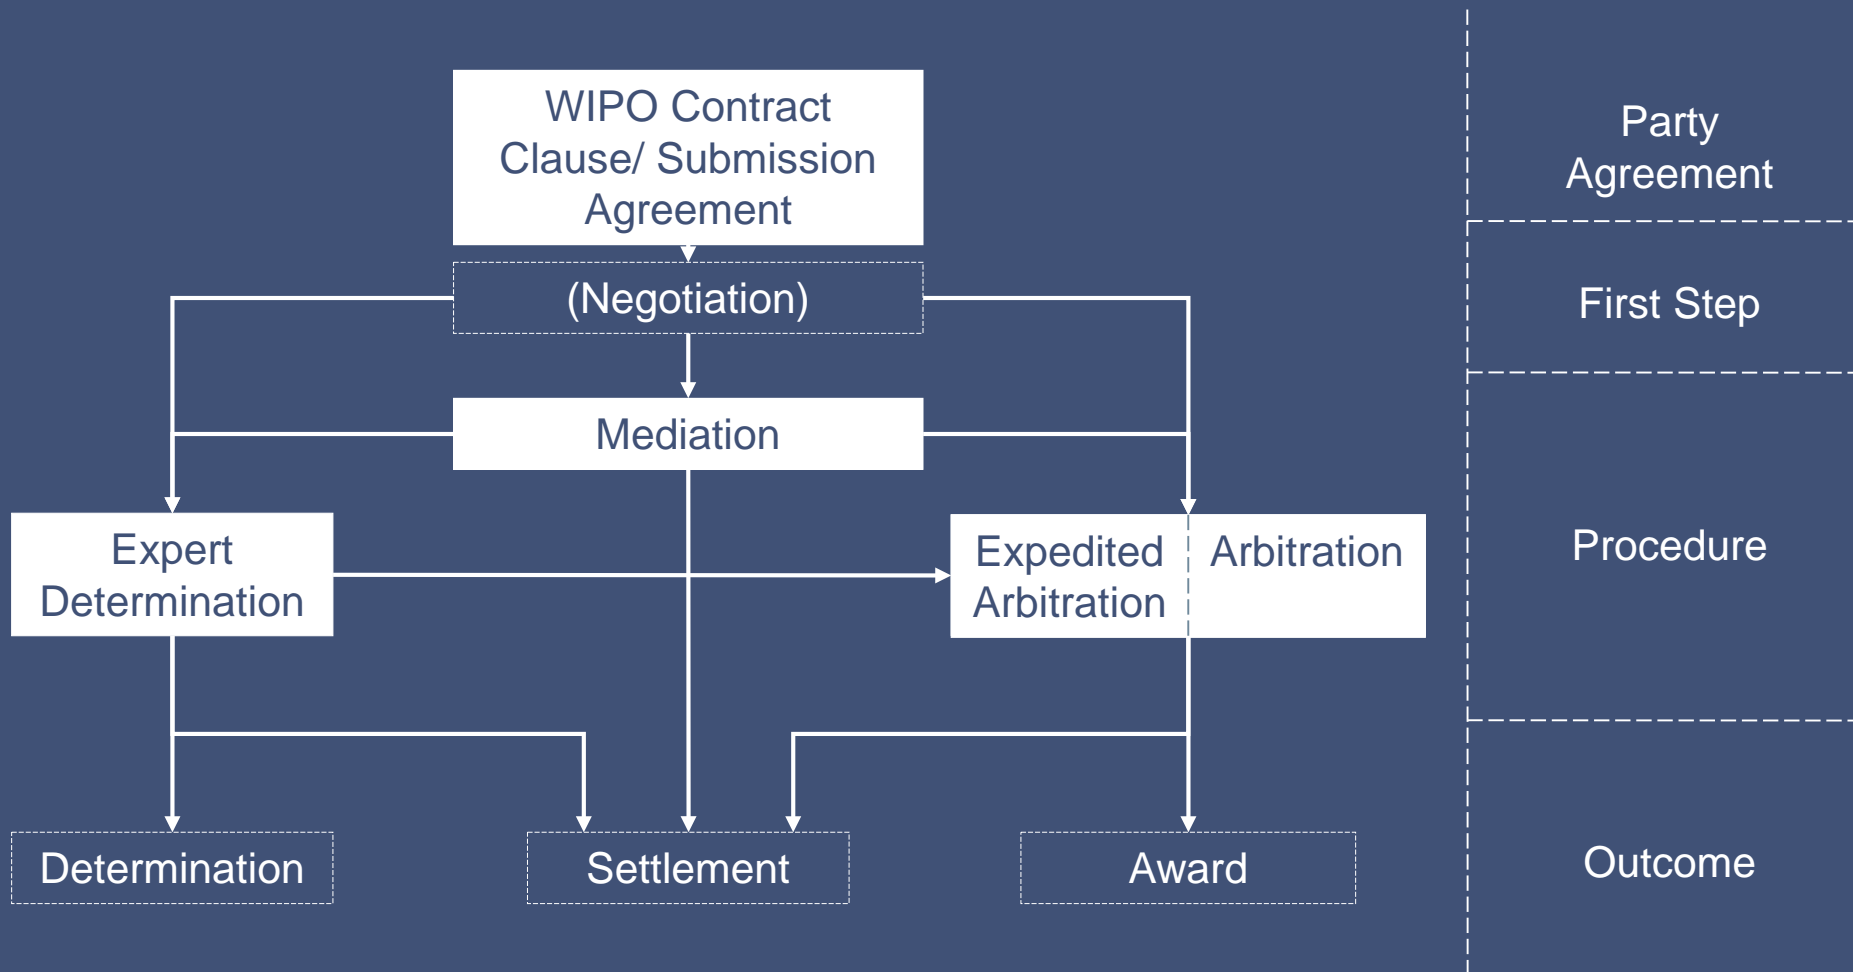 WIPO Contract
Clause/ Submission
Agreement
Party
Agreement
(Negotiation)
First Step
Mediation
Expert
Determination
Expedited
Arbitration
Arbitration
Procedure
Determination
Settlement
Award
Outcome